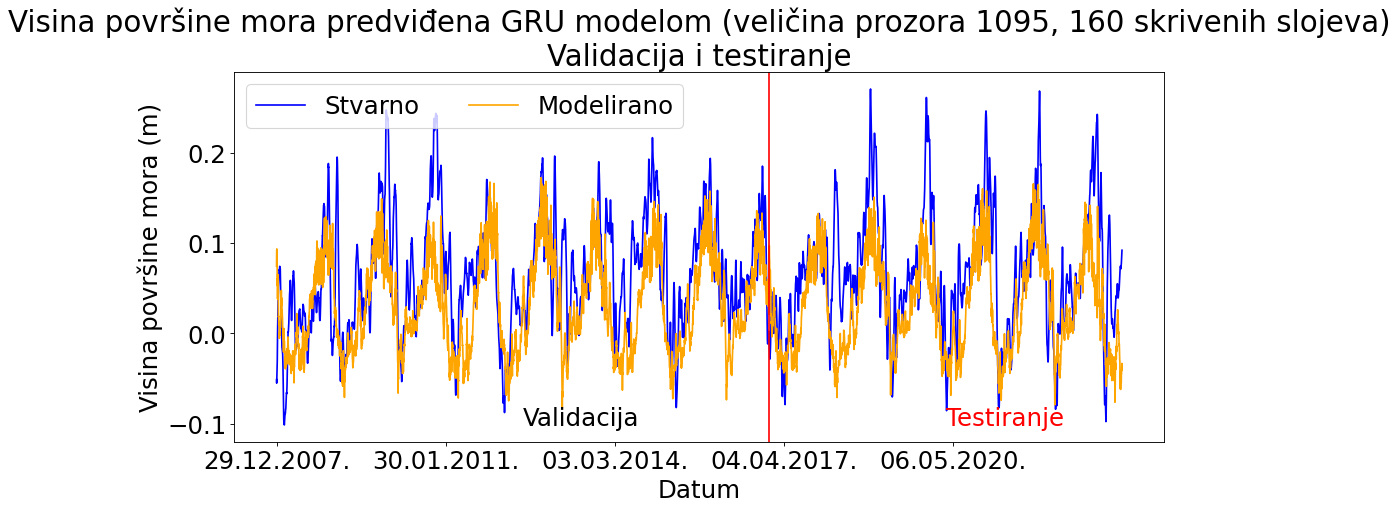 Visina površine mora predviđena GRU modelom (veličina prozora 1095, 160 skrivenih slojeva)
Validacija i testiranje
Stvarno
Modelirano
Visina površine mora (m)
0.2
0.1
0.0
−0.1
Validacija
Testiranje
29.12.2007. 30.01.2011. 03.03.2014. 04.04.2017. 06.05.2020.
Datum